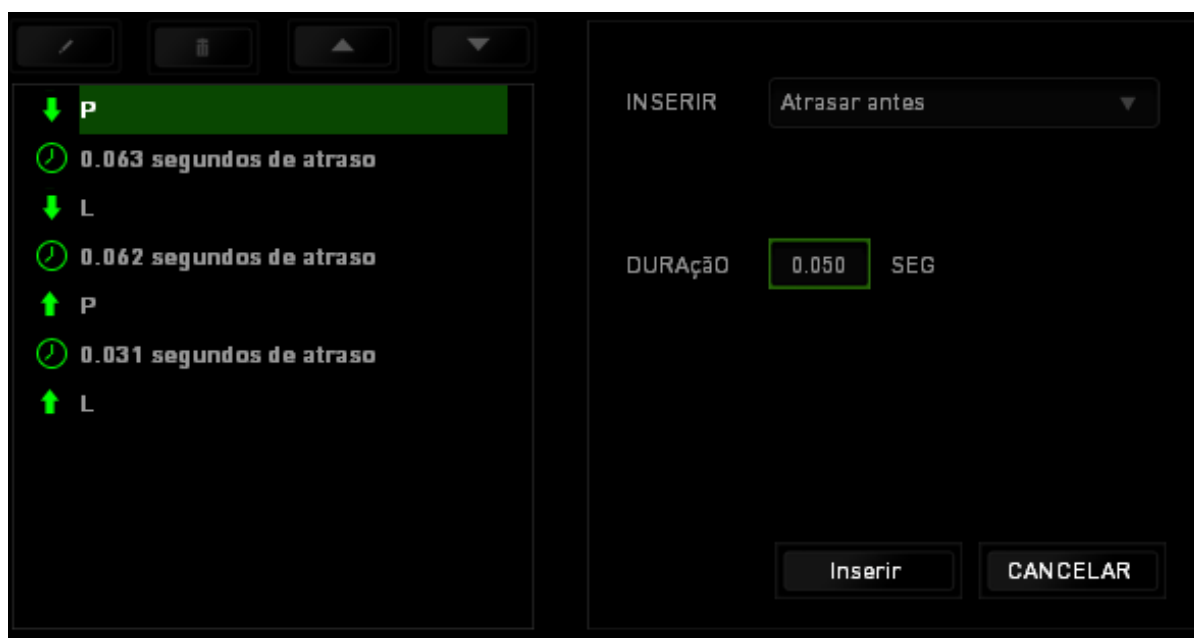 P
0.063 segundos de atraso
L
0.062 segundos de atraso
P
0.031 segundos de atraso
L
INSERIR Atrasar antes
DURAçãO 0.050 SEG
Inserir CANCELAR